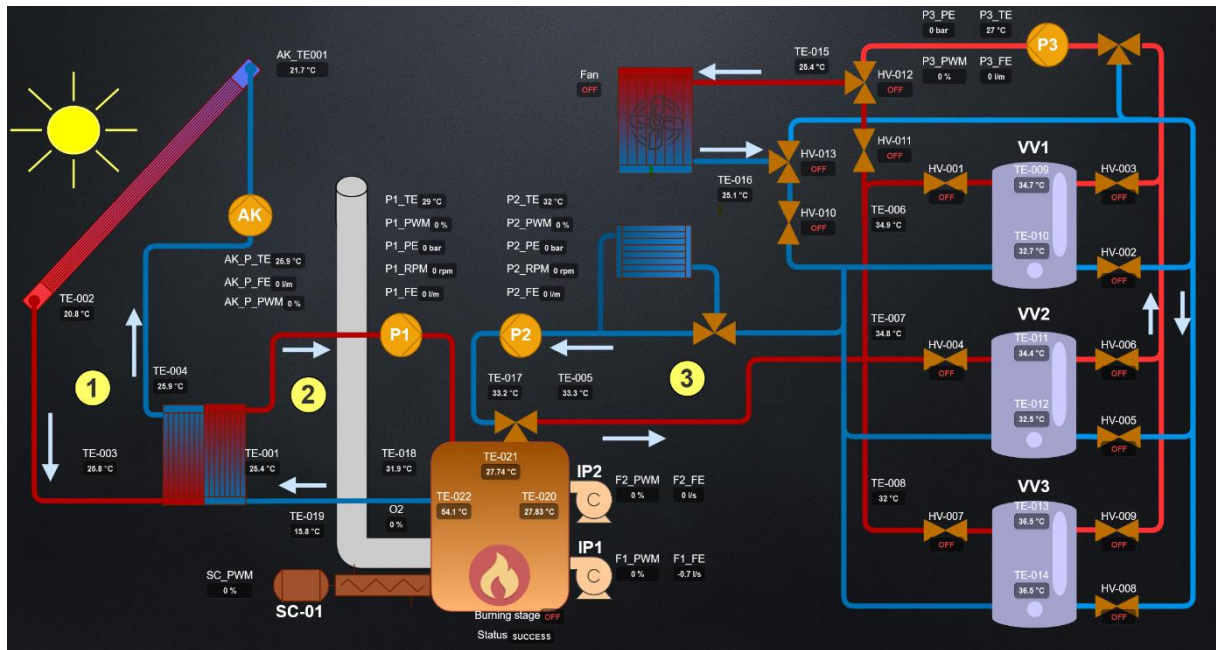 AK_TE001
21.7 °C
AK
AK_P_TE 25.9 °C
AK_P_FE 0 l/m
AK_P_PWM 0 %
TE-002
20.8 °C
1
TE-004
25.9 °C
TE-003
25.8 °C
TE-001
25.4 °C
2
TE-019
15.8 °C
P1_TE 29 °C
P1_PWM 0 %
P1_PE 0 bar
P1_RPM 0 rpm
P1_FE 0 l/m
P1
P2_TE 32 °C
P2_PWM 0 %
P2_PE 0 bar
P2_RPM 0 rpm
P2_FE 0 l/m
P2
TE-017
33.2 °C
TE-005
33.3 °C
3
TE-018
31.9 °C
O2
0 %
TE-021
27.74 °C
TE-022
54.1 °C
TE-020
27.83 °C
IP2
C
F2_PWM
0 %
F2_FE
0 l/s
IP1
C
F1_PWM
0 %
F1_FE
-0.7 l/s
SC_PWM
0 %
SC-01
Burning stage OFF
Status SUCCESS
Fan
OFF
TE-015
25.4 °C
TE-016
25.1 °C
P3_PE
0 bar
P3_TE
27 °C
P3
P3_PWM
0 %
P3_FE
0 l/m
HV-012
OFF
HV-011
OFF
HV-013
OFF
HV-010
OFF
TE-006
34.9 °C
HV-001
OFF
VV1
TE-009
34.7 °C
TE-010
32.7 °C
HV-003
OFF
HV-002
OFF
TE-007
34.8 °C
HV-004
OFF
VV2
TE-011
34.4 °C
TE-012
32.5 °C
HV-006
OFF
HV-005
OFF
TE-008
32 °C
HV-007
OFF
VV3
TE-013
36.5 °C
TE-014
36.5 °C
HV-009
OFF
HV-008
OFF